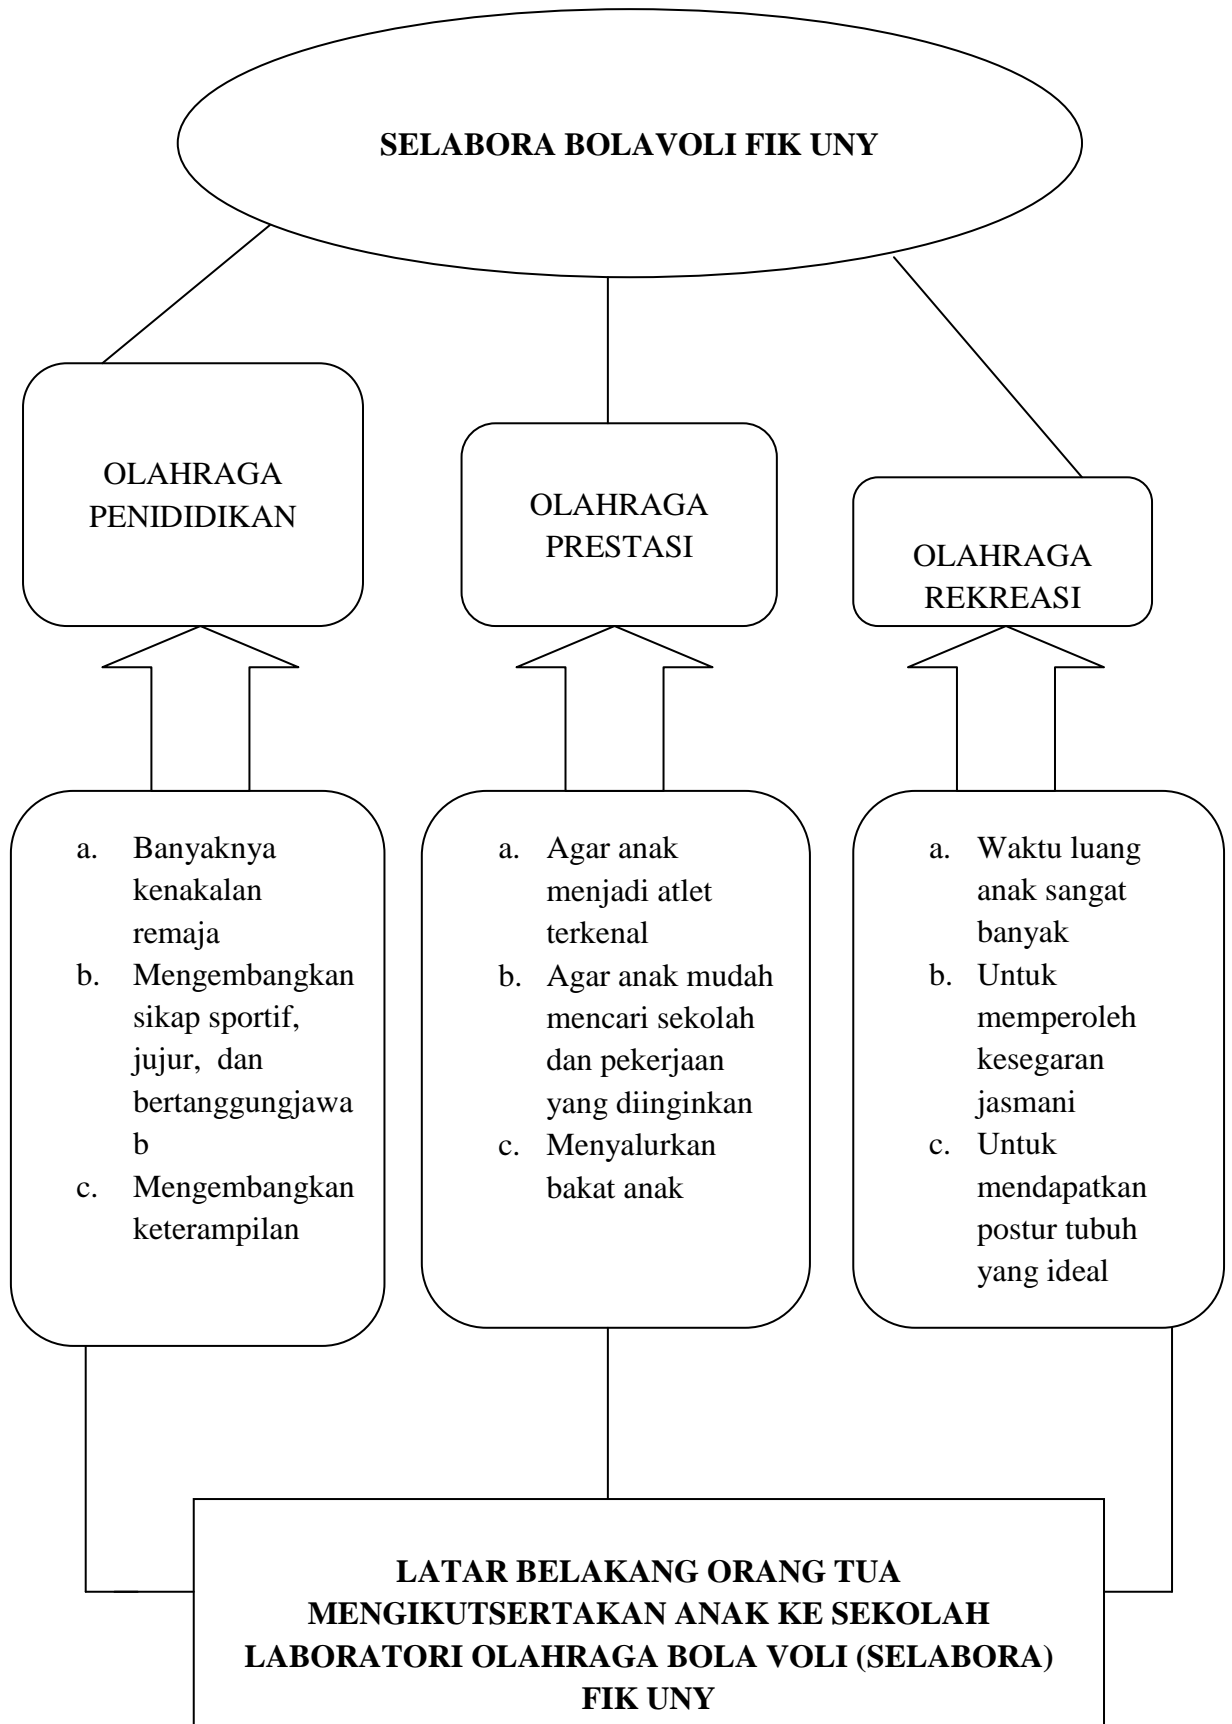 SELABORA BOLAVOLI FIK UNY
OLAHRAGA
PENIDIDIKAN
OLAHRAGA
PRESTASI
OLAHRAGA
REKREASI
a. Banyaknya
kenakalan
remaja
b. Mengembangkan
sikap sportif,
jujur, dan
bertanggungjawa
b
c. Mengembangkan
keterampilan
a. Agar anak
menjadi atlet
terkenal
b. Agar anak mudah
mencari sekolah
dan pekerjaan
yang diinginkan
c. Menyalurkan
bakat anak
a. Waktu luang
anak sangat
banyak
b. Untuk
memperoleh
kesegaran
jasmani
c. Untuk
mendapatkan
postur tubuh
yang ideal
LATAR BELAKANG ORANG TUA
MENGIKUTSERTAKAN ANAK KE SEKOLAH
LABORATORI OLAHRAGA BOLA VOLI (SELABORA)
FIK UNY